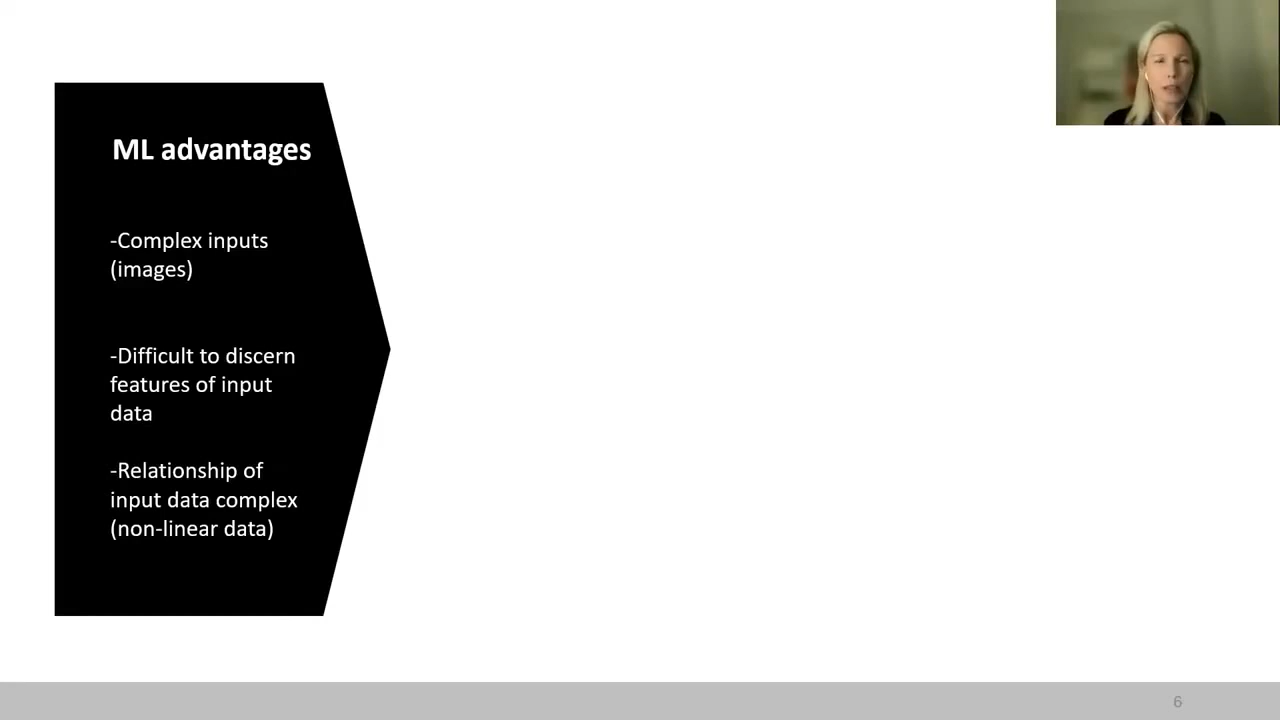 ML advantages
-Complex inputs
(images)
-Difficult to discern
features of input
data
-Relationship of
input data complex
(non-linear data)
6